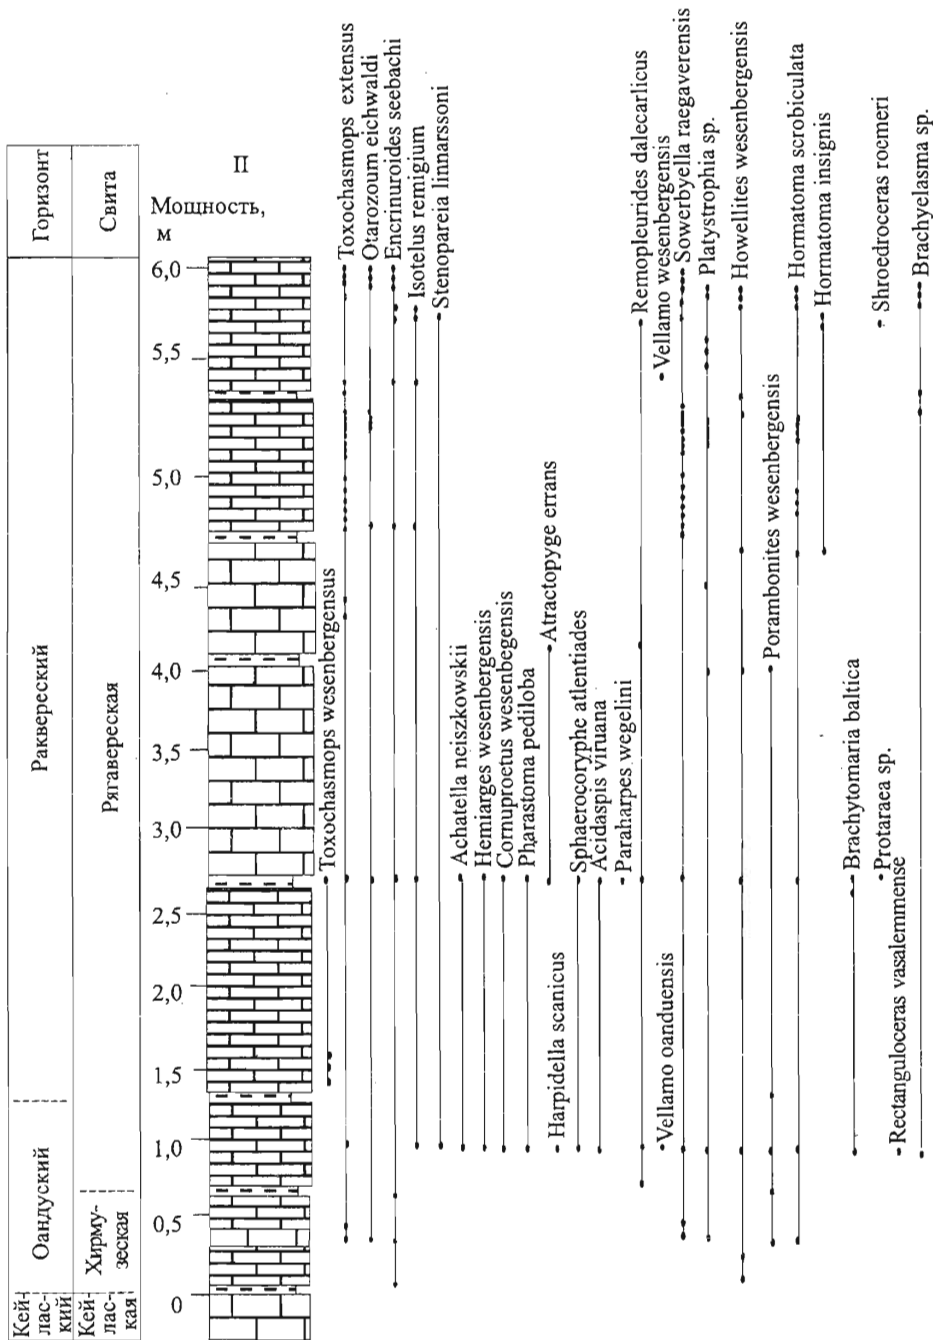 Горизонт
Свита
II
Мощность,
м
Раквереский
Рягавереская
Оандуский
Хирму-
зеская
Кей-
лас-
кий
Кей-
лас-
кая
6,0
5,5
5,0
4,5
4,0
3,5
3,0
2,5
2,0
1,5
1,0
0,5
0
Toxochasmops wesenbergensus
Toxochasmops extensus
Otarozoum eichwaldi
Encrinuroides seebachi
Isotelus remigium
Stenopareia linnarssoni
Achatella neiszkowskii
Hemiarges wesenbergensis
Cornuproetus wesenbegensis
Pharastoma pediloba
Atractopyge errans
Harpidella scanicus
Sphaerocoryphe atlentiades
Acidaspis viruana
Paraharpes wegelini
Remopleurides dalecarlicus
Vellamo wesenbergensis
Vellamo oanduensis
Sowerbyella raegaverensis
Platystrophia sp.
Howellites wesenbergensis
Porambonites wesenbergensis
Hormatoma scrobiculata
Hormatoma insignis
Brachytomaria baltica
Shroedroceras roemeri
Protaraea sp.
Rectanguloceras vasalemmense
Brachyelasma sp.